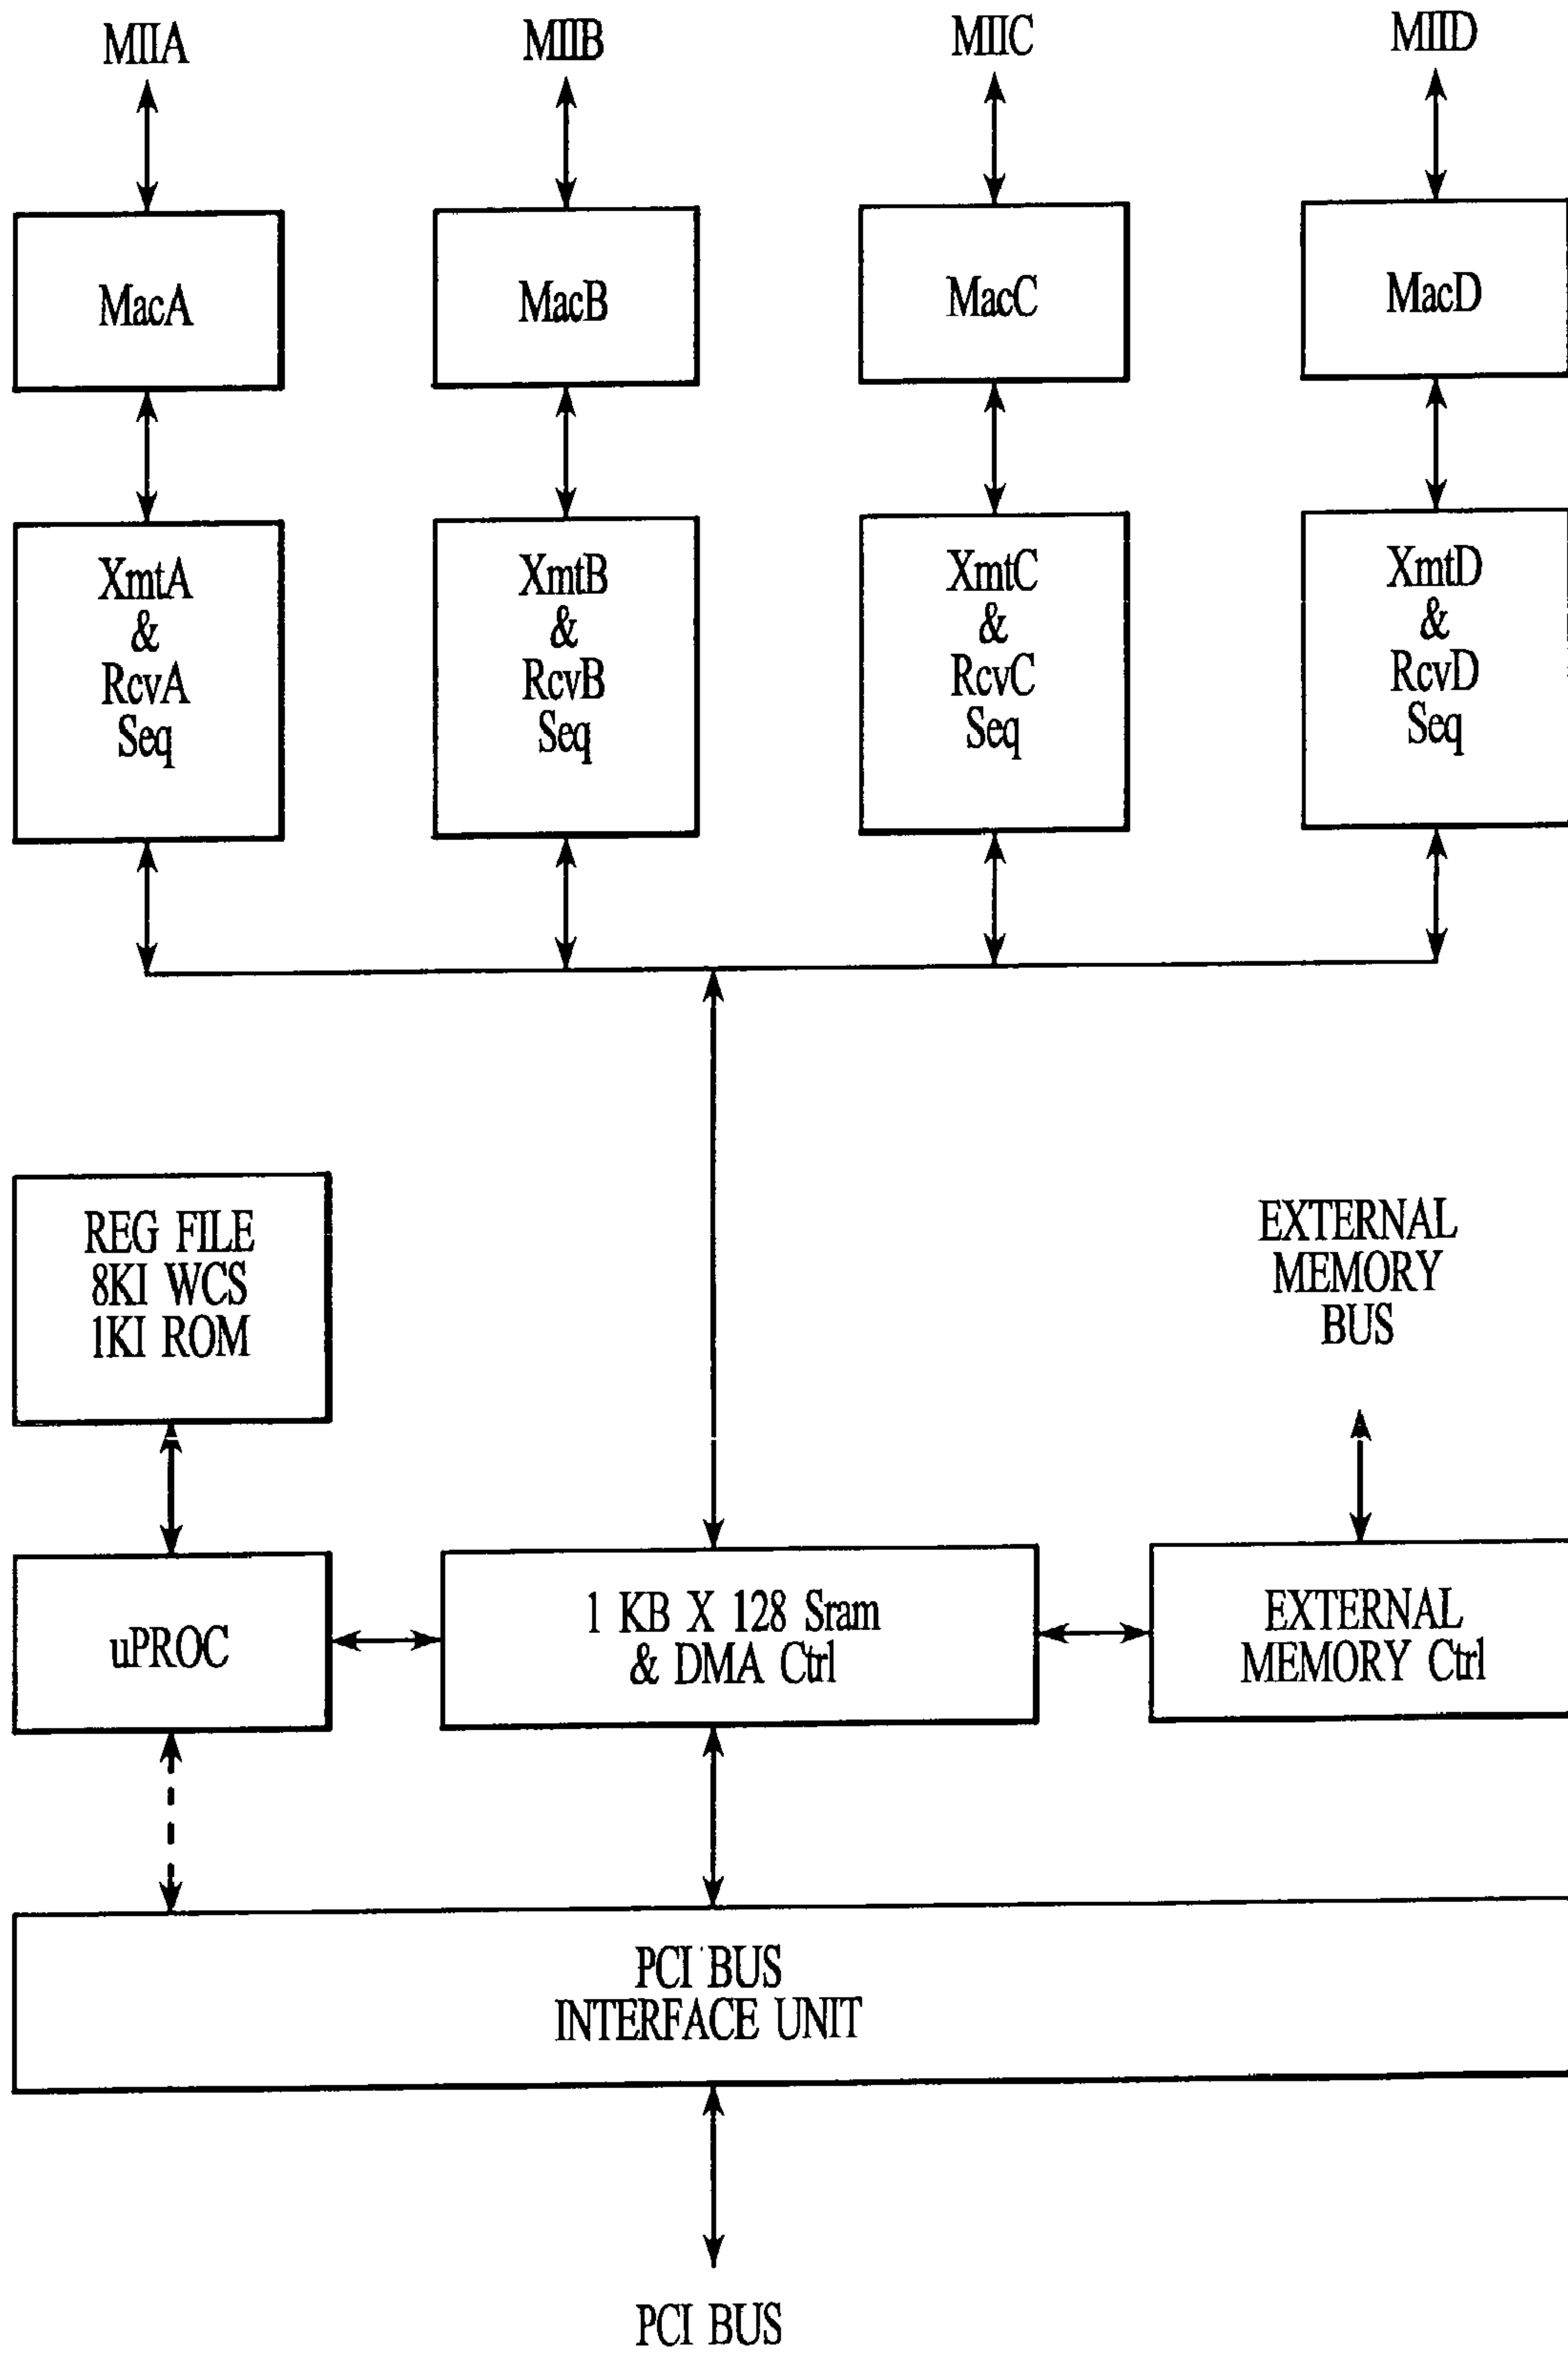 MIIA
MIIB
MIIC
MIID
MacA
MacB
MacC
MacD
XmtA
&
RcvA
Seq
XmtB
&
RcvB
Seq
XmtC
&
RcvC
Seq
XmtD
&
RcvD
Seq
REG FILE
8KI WCS
1KI ROM
EXTERNAL
MEMORY
BUS
uPROC
1 KB X 128 Sram
& DMA Ctrl
EXTERNAL
MEMORY Ctrl
PCI BUS
INTERFACE UNIT
PCI BUS